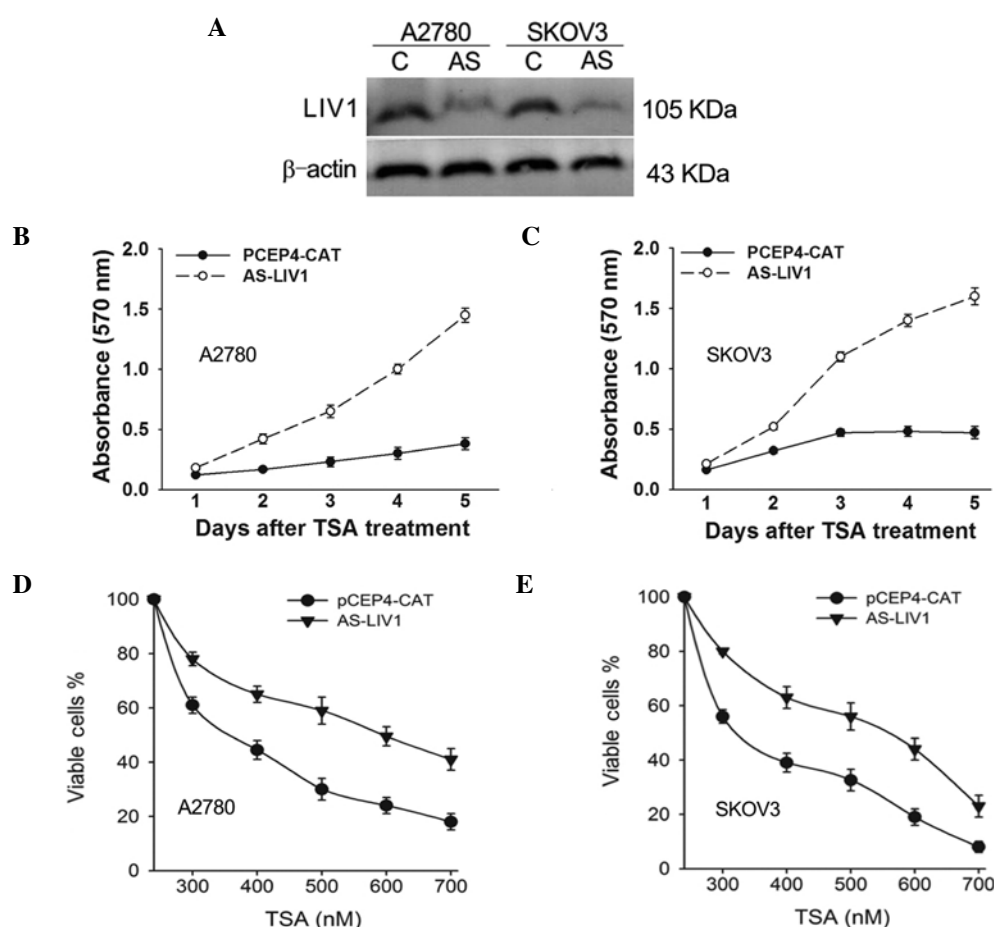 A
A2780 SKOV3
C AS C AS
LIV1 105 KDa
β-actin 43 KDa
B
PCEP4-CAT
AS-LIV1
2.0
1.5
1.0
0.5
0.0
Absorbance (570 nm)
A2780
1 2 3 4 5
Days after TSA treatment
C
PCEP4-CAT
AS-LIV1
2.0
1.5
1.0
0.5
0.0
Absorbance (570 nm)
SKOV3
1 2 3 4 5
Days after TSA treatment
D
pCEP4-CAT
AS-LIV1
100
80
60
40
20
0
Viable cells %
A2780
300 400 500 600 700
TSA (nM)
E
pCEP4-CAT
AS-LIV1
100
80
60
40
20
0
Viable cells %
SKOV3
300 400 500 600 700
TSA (nM)